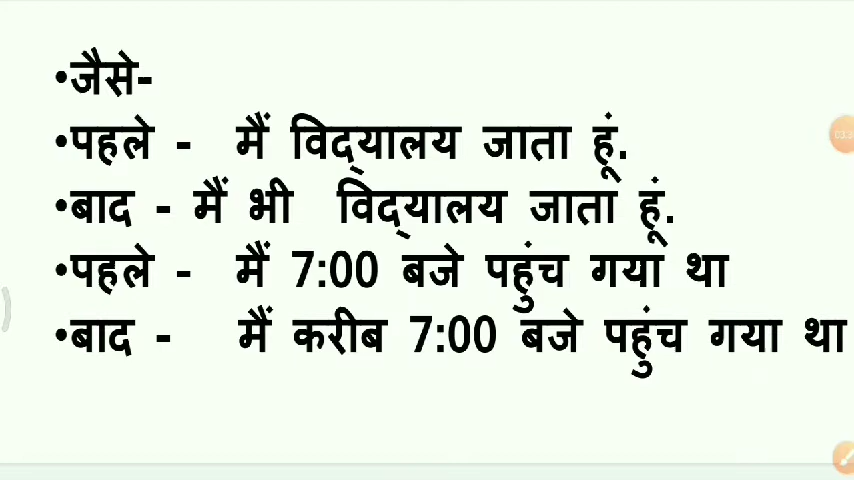 •जैसे-
•पहले - मैं विद्‌यालय जाता हूं.
•बाद - मैं भी विद्‌यालय जाता हूं.
•पहले - मैं 7:00 बजे पहुंच गया था
•बाद - मैं करीब 7:00 बजे पहुंच गया था